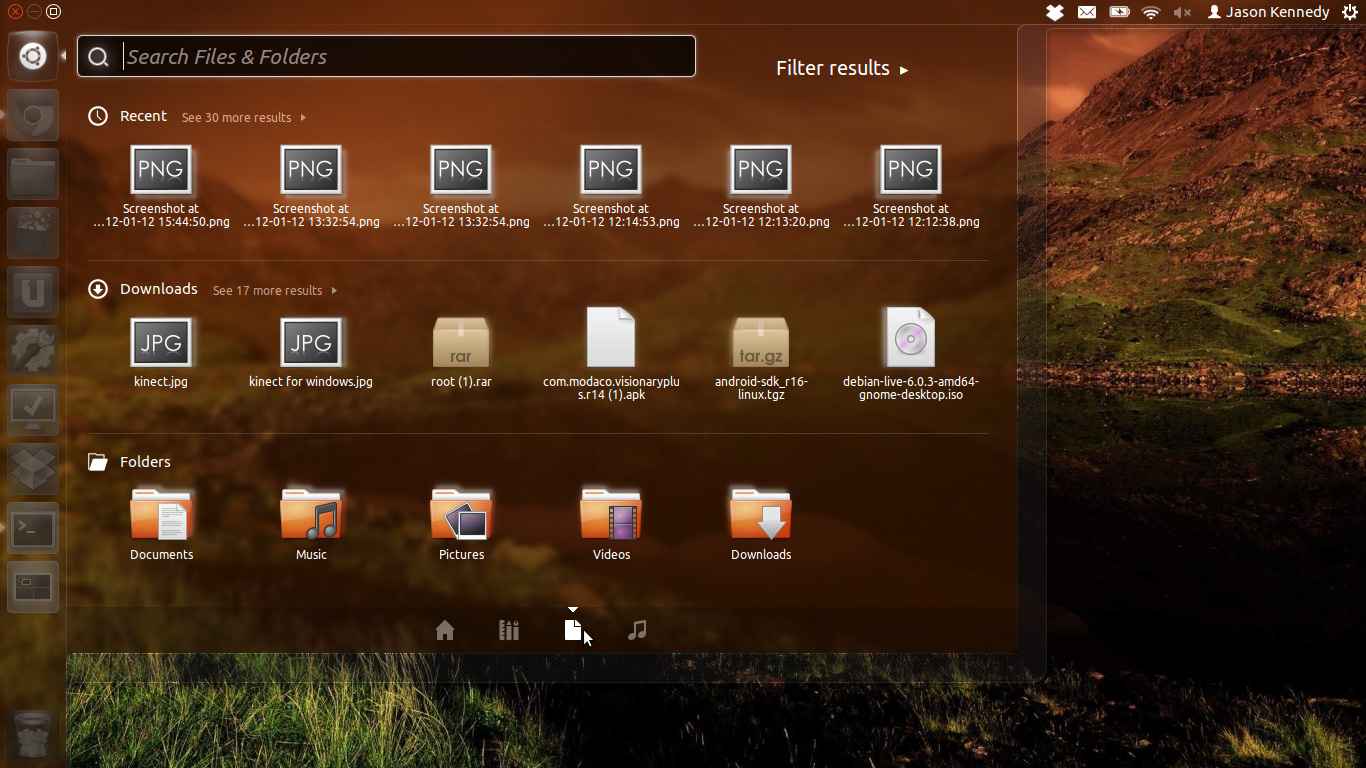 Jason Kennedy
Search Files & Folders
Filter results
Recent See 30 more results
PNG PNG PNG PNG PNG PNG
Screenshot at Screenshot at Screenshot at Screenshot at Screenshot at Screenshot at
...12-01-12 15:44:50.png ...12-01-12 13:32:54.png ...12-01-12 13:32:54.png ...12-01-12 12:14:53.png ...12-01-12 12:13:20.png ...12-01-12 12:12:38.png
Downloads See 17 more results
JPG JPG rar tar.gz
kinect.jpg kinect for windows.jpg root (1).rar com.modaco.visionaryplu android-sdk_r16- debian-live-6.0.3-amd64-
s.r14 (1).apk linux.tgz gnome-desktop.iso
Folders
Documents Music Pictures Videos Downloads